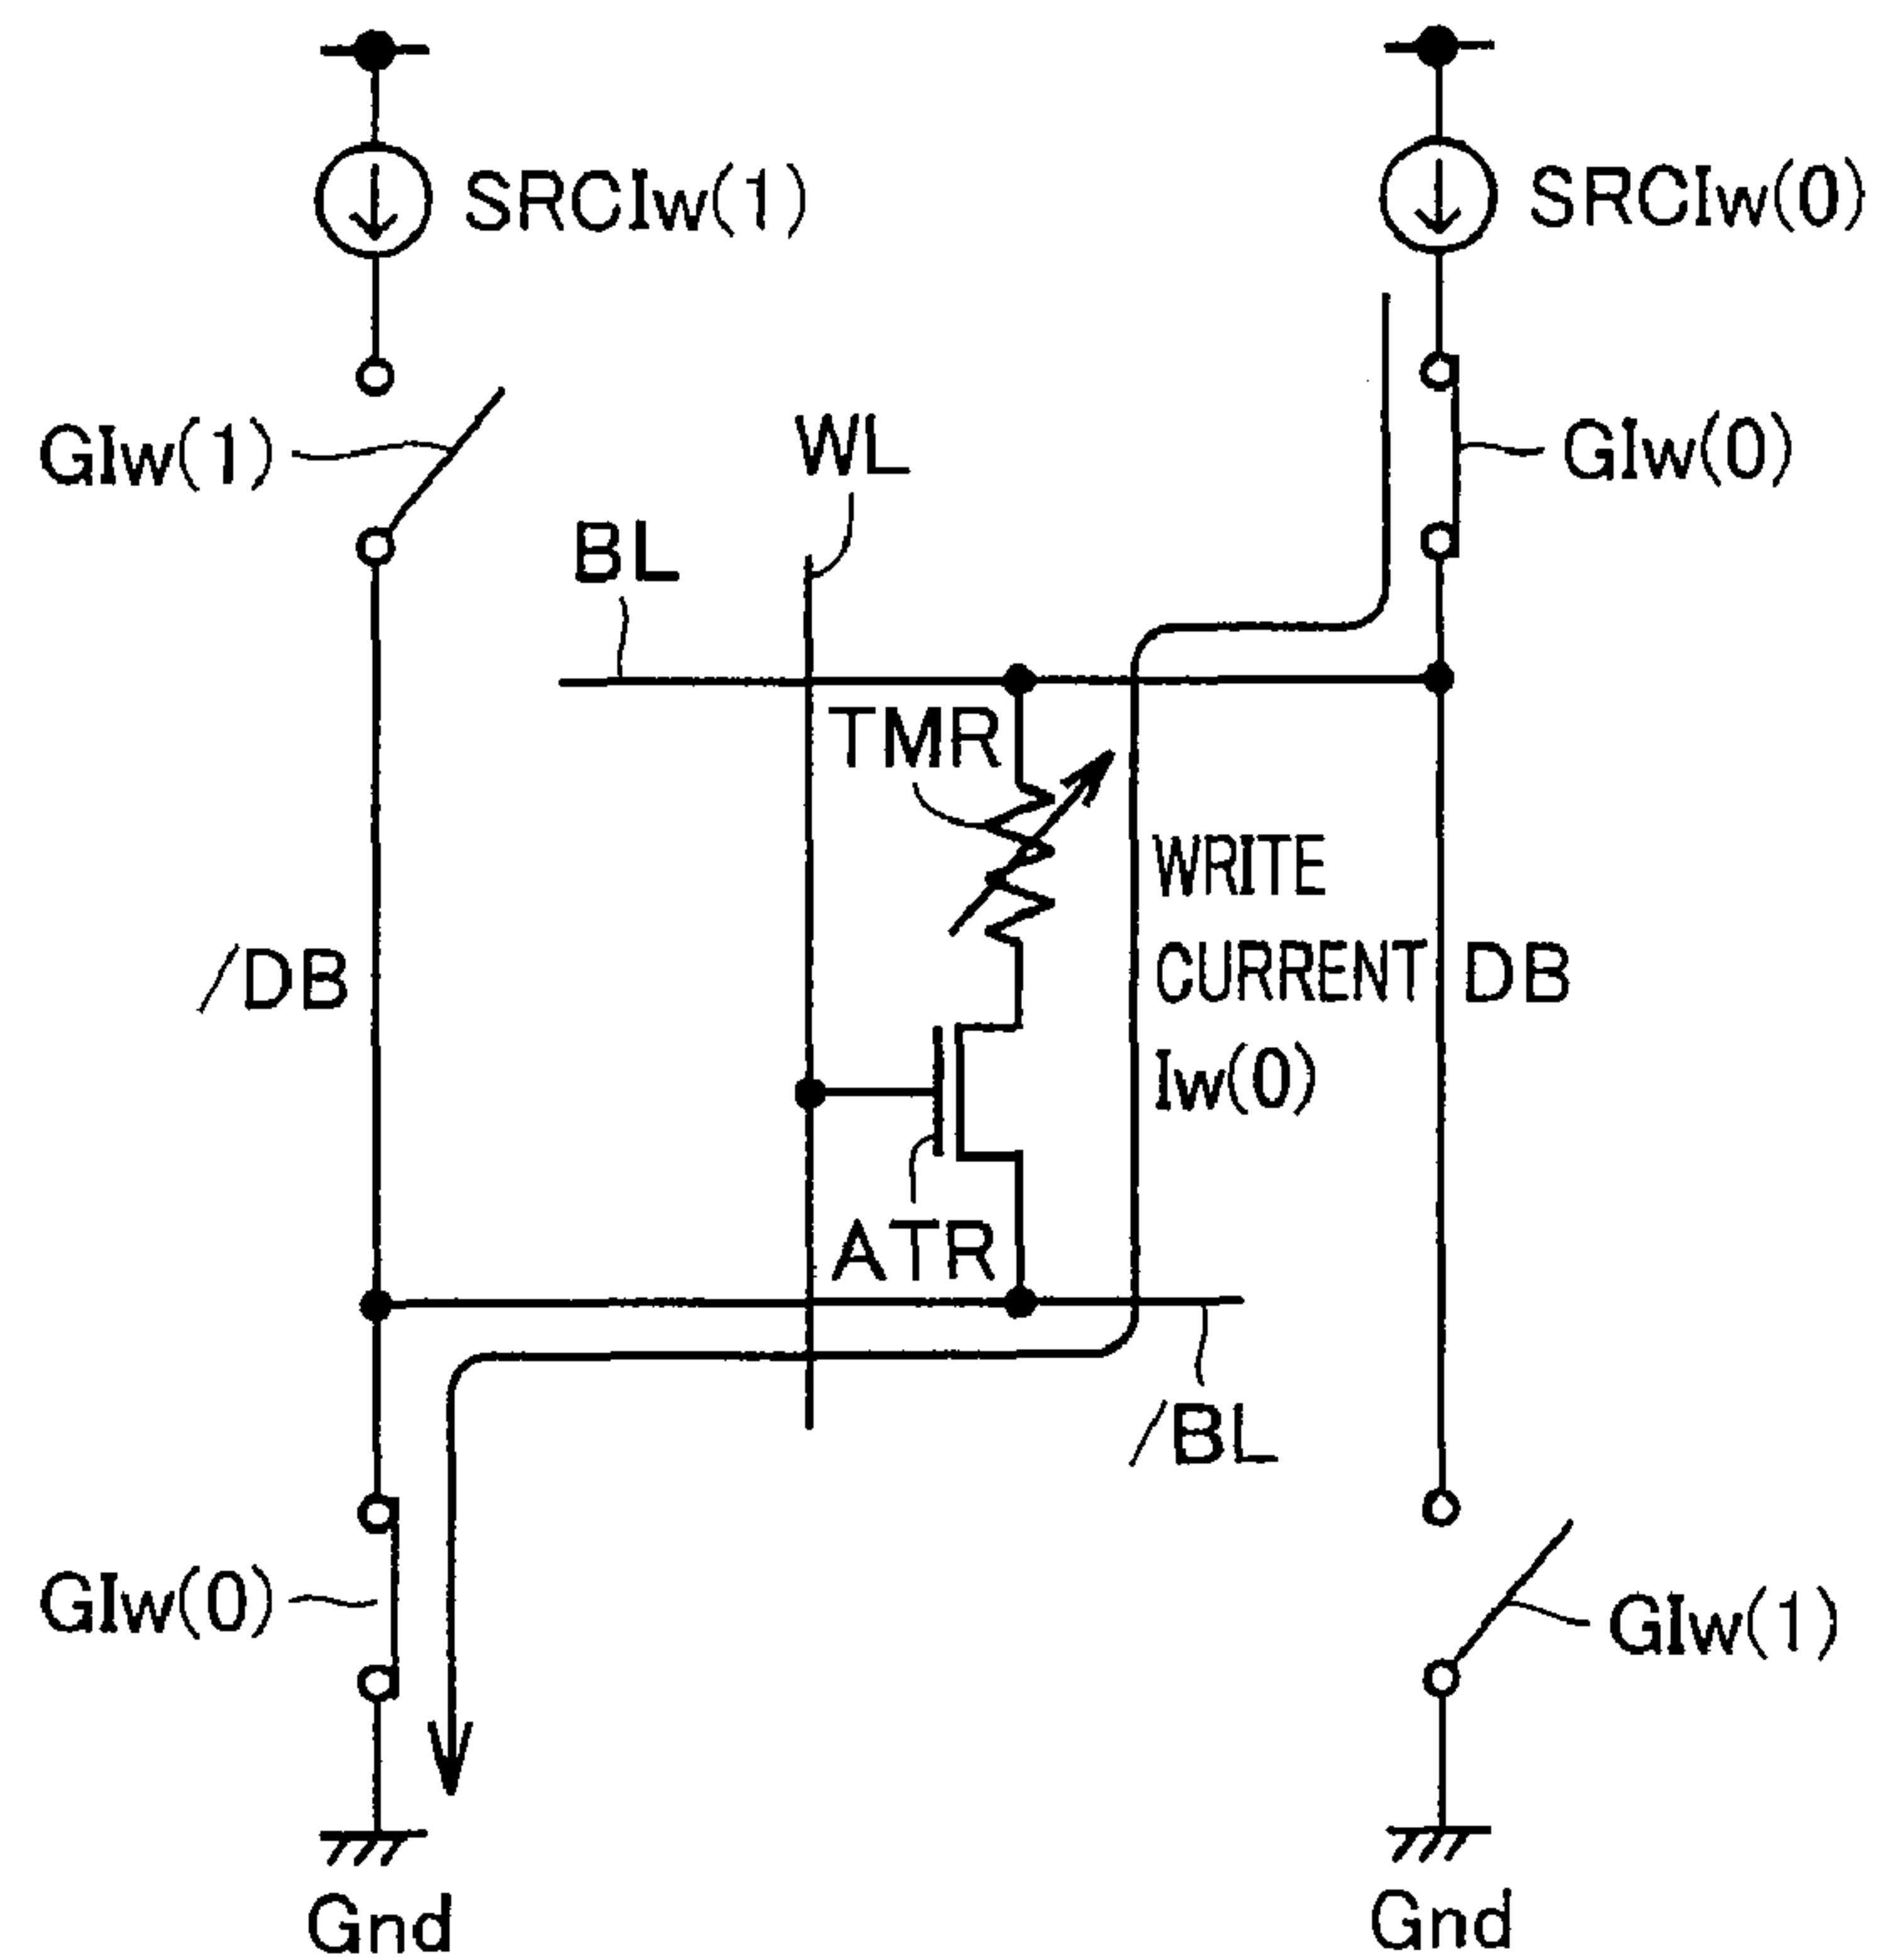 SRCIw(1)
SRCIw(0)
GIw(1)
WL
GIw(0)
BL
TMR
WRITE
CURRENT
Iw(0)
/DB
DB
ATR
/BL
GIw(0)
GIw(1)
Gnd
Gnd